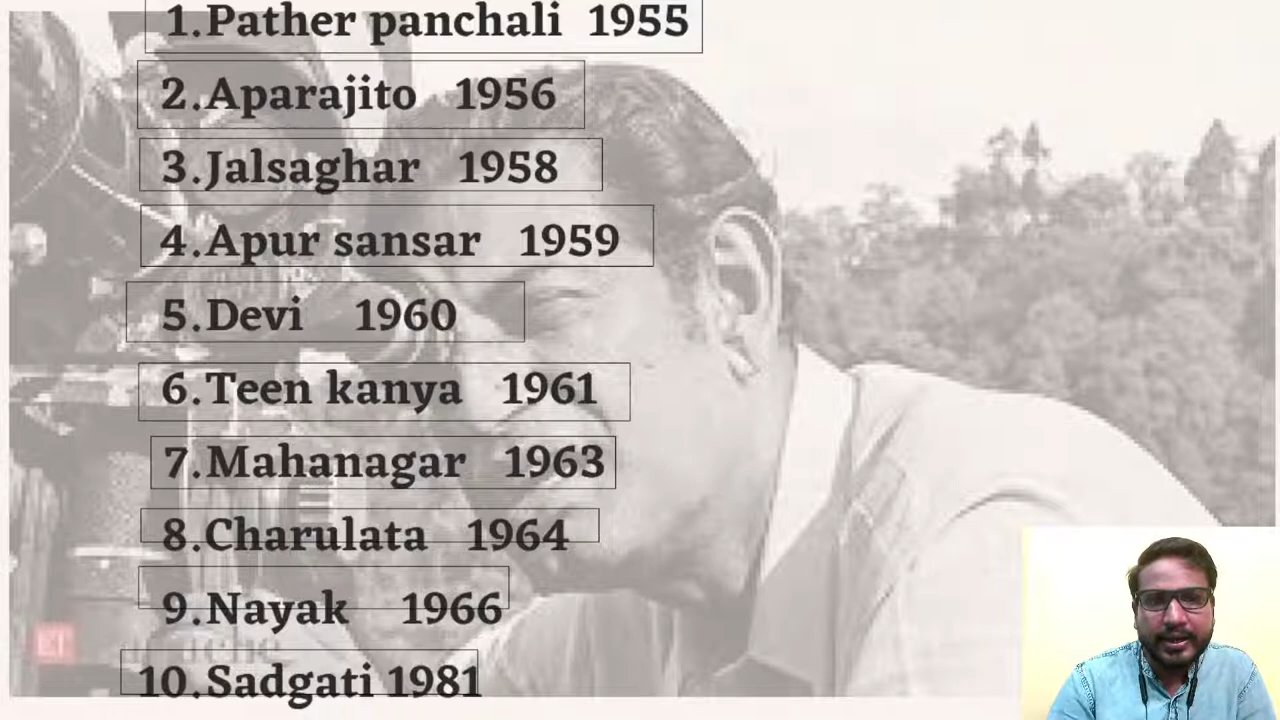 1.Pather panchali 1955
2.Aparajito 1956
3.Jalsaghar 1958
4.Apur sansar 1959
5.Devi 1960
6.Teen kanya 1961
7.Mahanagar 1963
8.Charulata 1964
9.Nayak 1966
ET
10.Sadgati 1981